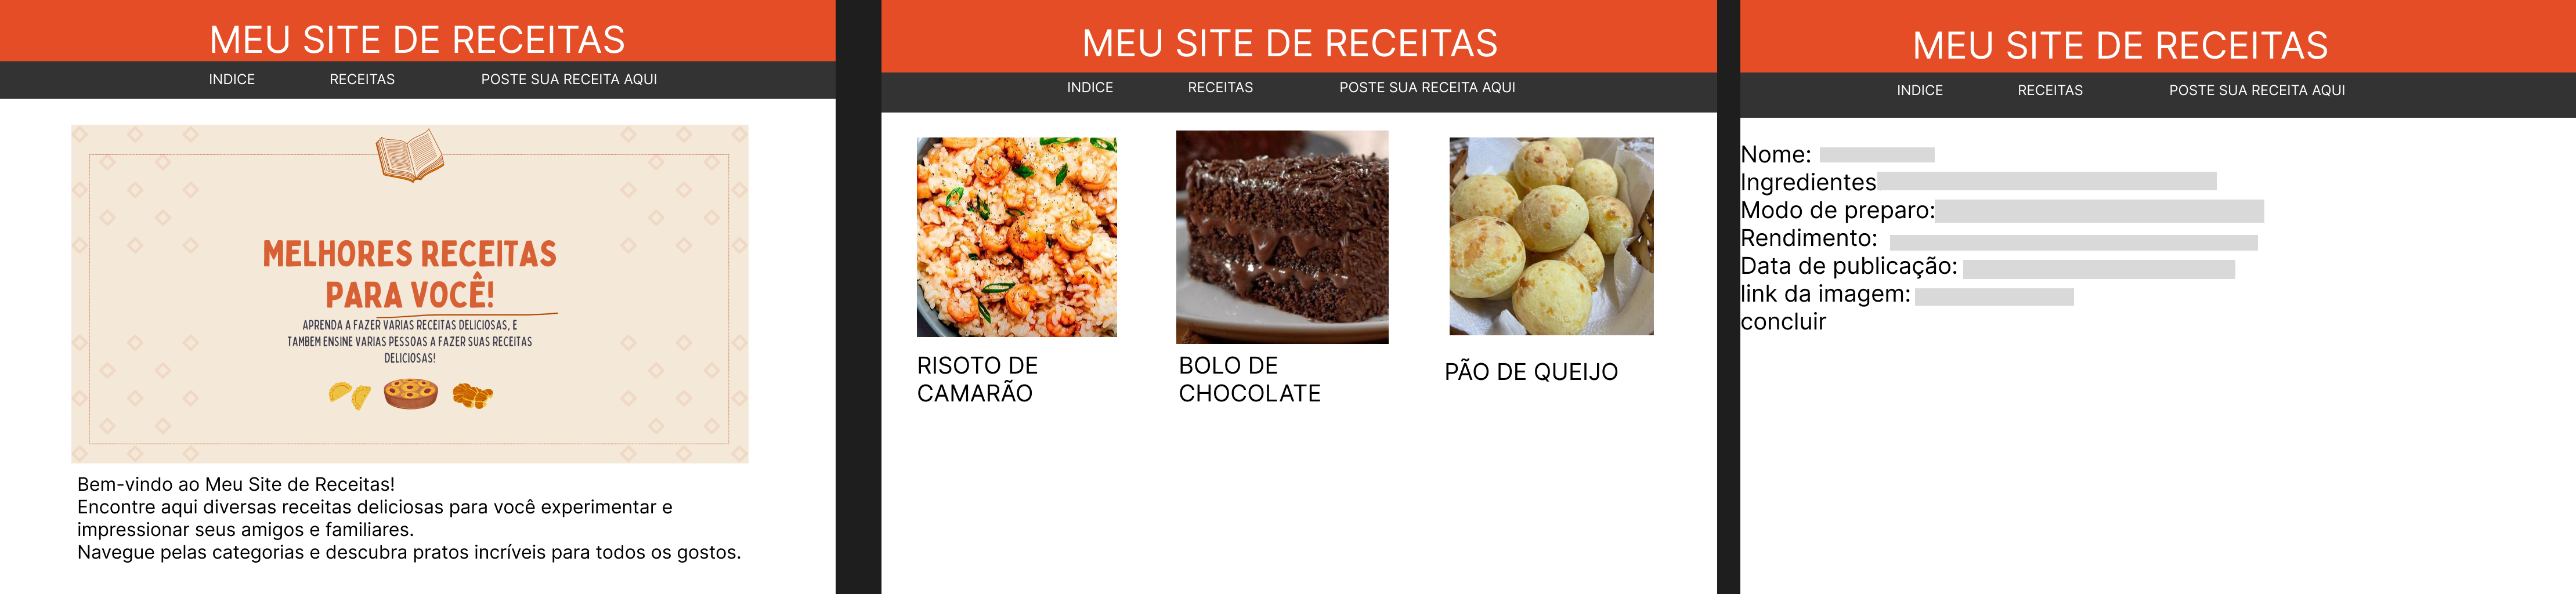 MEU SITE DE RECEITAS
INDICE RECEITAS POSTE SUA RECEITA AQUI
MELHORES RECEITAS
PARA VOCÊ!
APRENDA A FAZER VARIAS RECEITAS DELICIOSAS, E
TAMBEM ENSINE VARIAS PESSOAS A FAZER SUAS RECEITAS
DELICIOSAS!
Bem-vindo ao Meu Site de Receitas!
Encontre aqui diversas receitas deliciosas para você experimentar e
impressionar seus amigos e familiares.
Navegue pelas categorias e descubra pratos incríveis para todos os gostos.
MEU SITE DE RECEITAS
INDICE RECEITAS POSTE SUA RECEITA AQUI
RISOTO DE
CAMARÃO
BOLO DE
CHOCOLATE
PÃO DE QUEIJO
MEU SITE DE RECEITAS
INDICE RECEITAS POSTE SUA RECEITA AQUI
Nome:
Ingredientes
Modo de preparo:
Rendimento:
Data de publicação:
link da imagem:
concluir